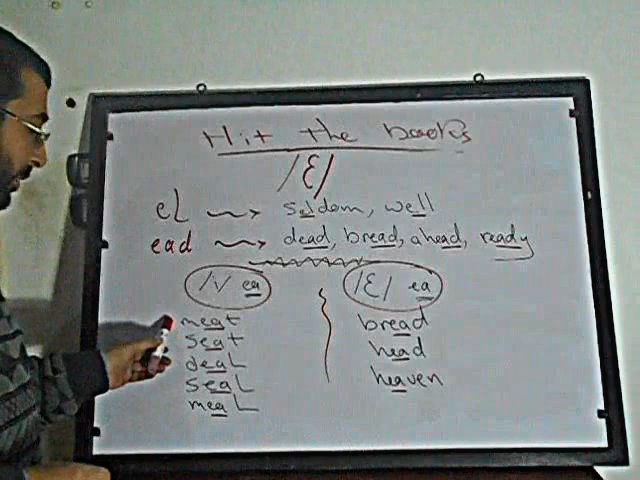 Hit the books
/ɛ/
eL ⟿ seldom, well
ead ⟿ dead, bread, ahead, ready
/i/ ea
meat
seat
deaL
seaL
meaL
/ɛ/ ea
bread
head
heaven